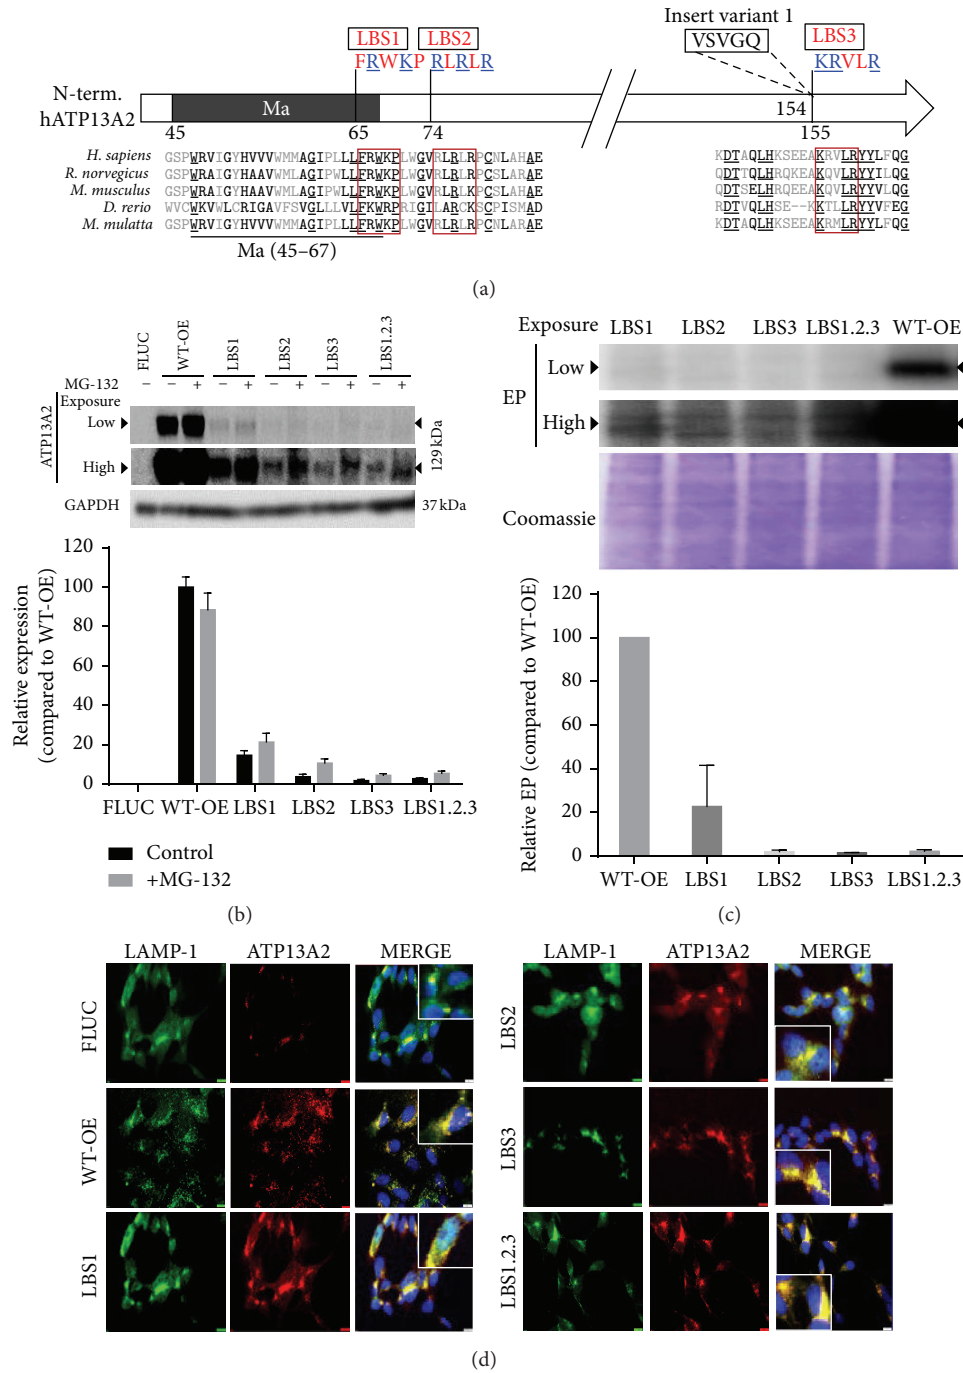 Insert variant 1
LBS1 LBS2 VSVGQ LBS3
FRWKP RLRLR KRVLR
N-term.
hATP13A2
Ma 154
45 65 74 155
H. sapiens GSPWRVIGYHVVVWMMAGIPLLLFRWKPLWGVRLRLRPCNLAHAE KDTAQLHKSEEAKRVLRYYLFQG
R. norvegicus GSPWRAIGYHAAVWMLAGIPWLLFRWKPLWGVRLRLRPCSLAHAE QDTTQLHRQKEAKQVLRYYILQG
M. musculus GSPWRAIGYHAAVWMLAGIPWLLFRWKPLWGVRLRLKPCSLAHAE QDTSELHRQEEAKQVLRYYVLQG
D. rerio WVCWKVWLCRIGAVFSVGLLLVLFKWRPRIGILARCKSCPISMAD RDTVQLHSE--KKTLLRYYVFEG
M. mulatta GSPWRVIGYHVVVWMMAGIPLLLFRWKPLWGVRLRLRPCNLARAE KDTAQLHKSEEAKRMLRYYLFQG
Ma (45–67)
(a)
FLUC WT-OE LBS1 LBS2 LBS3 LBS1.2.3
MG-132 – – + – + – + – + – +
Exposure
ATP13A2
Low
High
129 kDa
GAPDH 37 kDa
Relative expression
(compared to WT-OE)
120
100
80
60
40
20
0
FLUC WT-OE LBS1 LBS2 LBS3 LBS1.2.3
Control
+MG-132
(b)
Exposure LBS1 LBS2 LBS3 LBS1.2.3 WT-OE
EP
Low
High
Coomassie
Relative EP (compared to WT-OE)
120
100
80
60
40
20
0
WT-OE LBS1 LBS2 LBS3 LBS1.2.3
(c)
LAMP-1 ATP13A2 MERGE
FLUC
WT-OE
LBS1
LAMP-1 ATP13A2 MERGE
LBS2
LBS3
LBS1.2.3
(d)